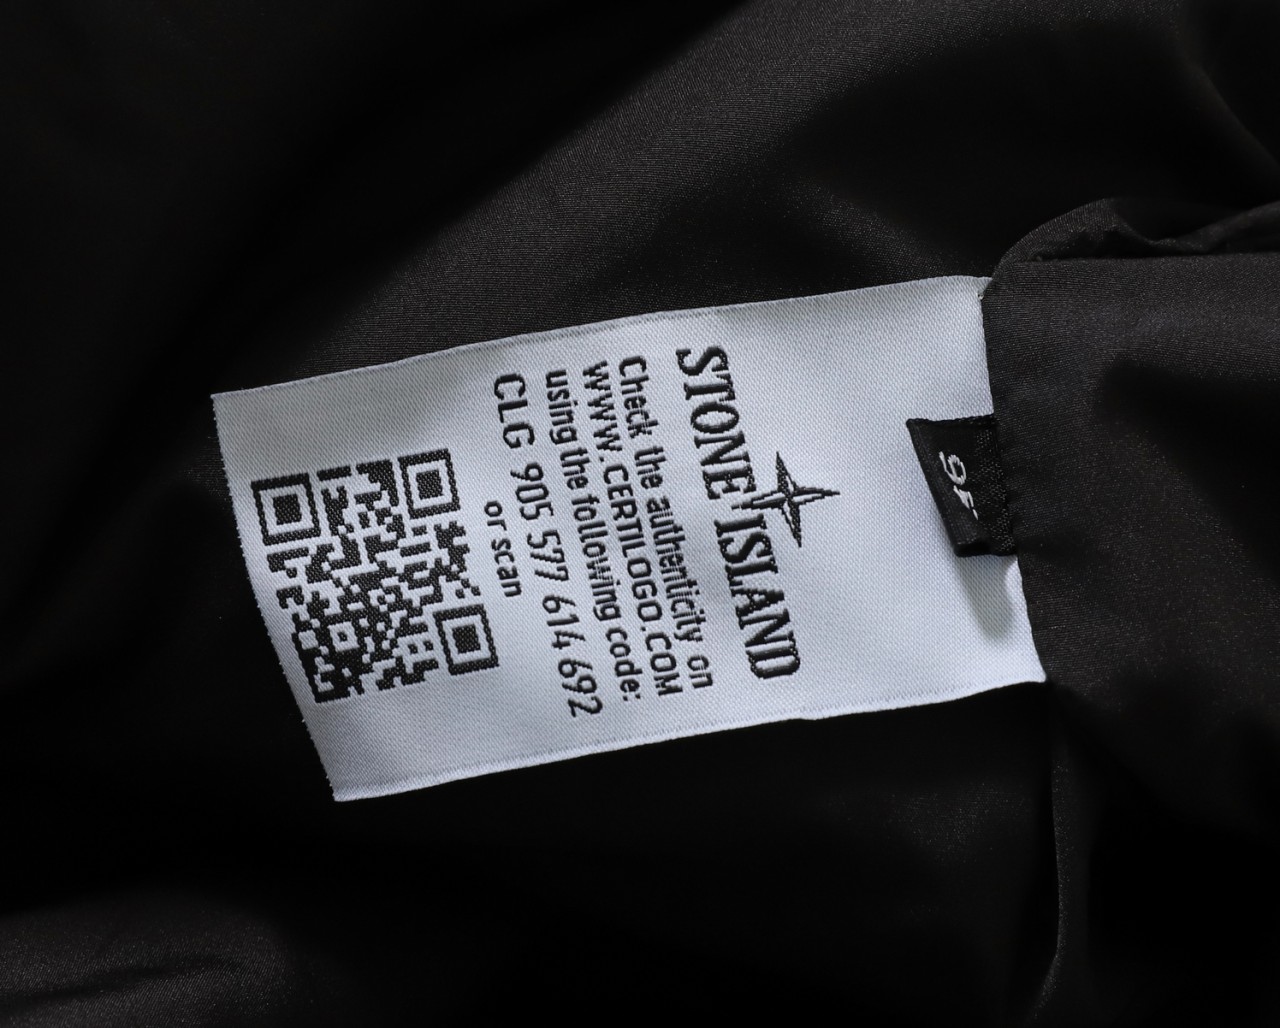 STONE ISLAND
Check the authenticity on
WWW.CERTILOGO.COM
using the following code:
CLG 905 577 614 692
or scan